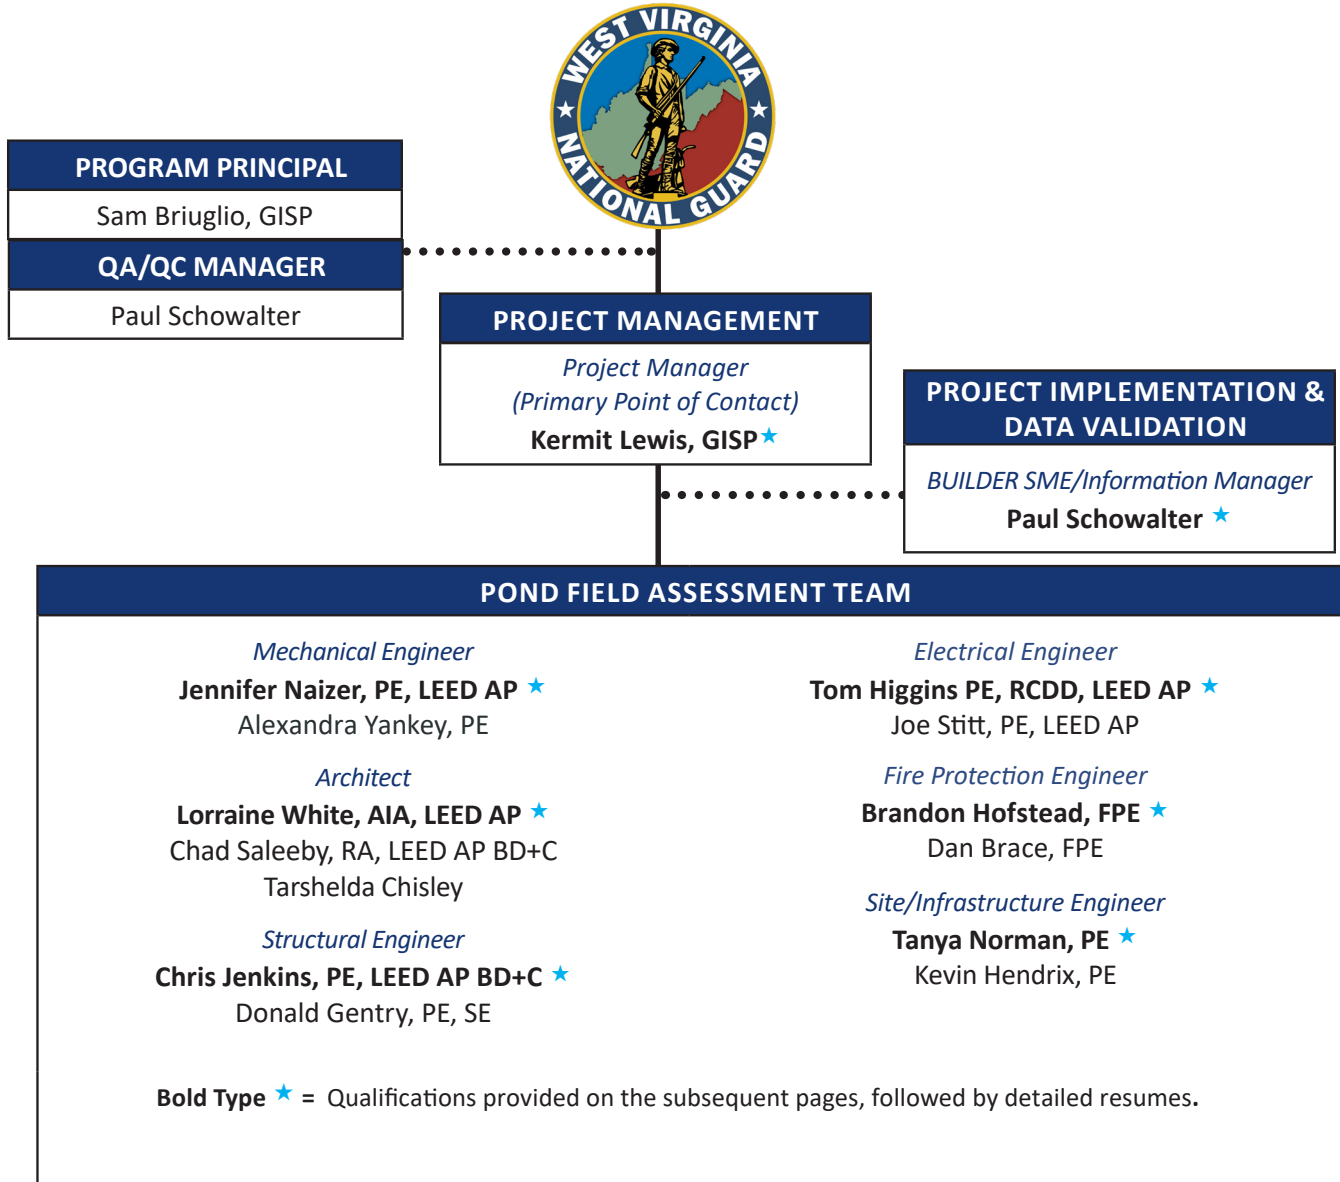 WEST VIRGINIA
NATIONAL GUARD
PROGRAM PRINCIPAL
Sam Briuglio, GISP
QA/QC MANAGER
Paul Schowalter
PROJECT MANAGEMENT
Project Manager
(Primary Point of Contact)
Kermit Lewis, GISP★
PROJECT IMPLEMENTATION &
DATA VALIDATION
BUILDER SME/Information Manager
Paul Schowalter ★
POND FIELD ASSESSMENT TEAM
Mechanical Engineer
Jennifer Naizer, PE, LEED AP ★
Alexandra Yankey, PE
Architect
Lorraine White, AIA, LEED AP ★
Chad Saleeby, RA, LEED AP BD+C
Tarshelda Chisley
Structural Engineer
Chris Jenkins, PE, LEED AP BD+C ★
Donald Gentry, PE, SE
Electrical Engineer
Tom Higgins PE, RCDD, LEED AP ★
Joe Stitt, PE, LEED AP
Fire Protection Engineer
Brandon Hofstead, FPE ★
Dan Brace, FPE
Site/Infrastructure Engineer
Tanya Norman, PE ★
Kevin Hendrix, PE
Bold Type ★ = Qualifications provided on the subsequent pages, followed by detailed resumes.